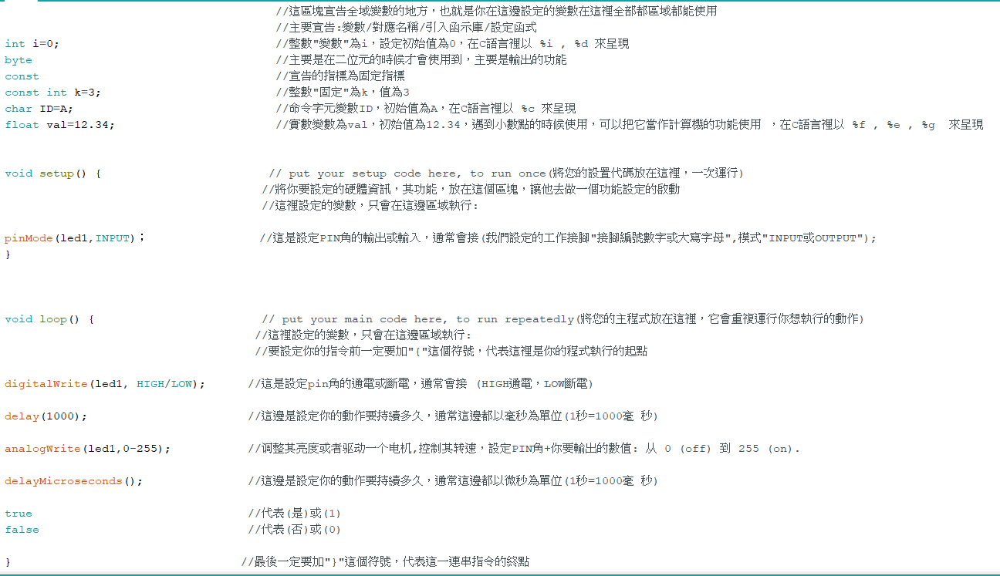 //這區塊宣告全域變數的地方，也就是你在這邊設定的變數在這裡全部都區域都能使用
//主要宣告:變數/對應名稱/引入函示庫/設定函式
int i=0; //整數"變數"為i，設定初始值為0，在C語言裡以 %i , %d 來呈現
byte //主要是在二位元的時候才會使用到，主要是輸出的功能
const //宣告的指標為固定指標
const int k=3; //整數"固定"為k，值為3
char ID=A; //命令字元變數ID，初始值為A，在C語言裡以 %c 來呈現
float val=12.34; //實數變數為val，初始值為12.34，遇到小數點的時候使用，可以把它當作計算機的功能使用 ，在C語言裡以 %f , %e , %g  來呈現
void setup() { // put your setup code here, to run once(將您的設置代碼放在這裡，一次運行)
//將你要設定的硬體資訊，其功能，放在這個區塊，讓他去做一個功能設定的啟動
//這裡設定的變數，只會在這邊區域執行:
pinMode(led1,INPUT)； //這是設定PIN角的輸出或輸入，通常會接(我們設定的工作接腳"接腳編號數字或大寫字母",模式"INPUT或OUTPUT");
}
void loop() { // put your main code here, to run repeatedly(將您的主程式放在這裡，它會重複運行你想執行的動作)
//這裡設定的變數，只會在這邊區域執行:
//要設定你的指令前一定要加"{"這個符號，代表這裡是你的程式執行的起點
digitalWrite(led1, HIGH/LOW); //這是設定pin角的通電或斷電，通常會接 (HIGH通電，LOW斷電)
delay(1000); //這邊是設定你的動作要持續多久，通常這邊都以毫秒為單位(1秒=1000毫 秒)
analogWrite(led1,0-255); //调整其亮度或者驱动一个电机,控制其转速，設定PIN角+你要輸出的數值: 从 0 (off) 到 255 (on).
delayMicroseconds(); //這邊是設定你的動作要持續多久，通常這邊都以微秒為單位(1秒=1000毫 秒)
true //代表(是)或(1)
false //代表(否)或(0)
} //最後一定要加"}"這個符號，代表這一連串指令的終點